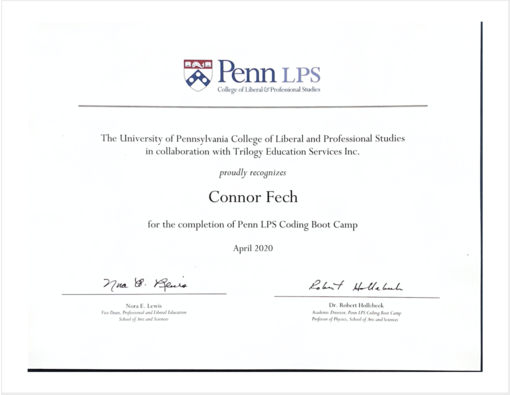 Penn LPS
College of Liberal & Professional Studies
The University of Pennsylvania College of Liberal and Professional Studies
in collaboration with Trilogy Education Services Inc.
proudly recognizes
Connor Fech
for the completion of Penn LPS Coding Boot Camp
April 2020
Nora E. Lewis
Vice Dean, Professional and Liberal Education
School of Arts and Sciences
Robert Hollebeek
Dr. Robert Hollebeek
Academic Director, Penn LPS Coding Boot Camp
Professor of Physics, School of Arts and Sciences